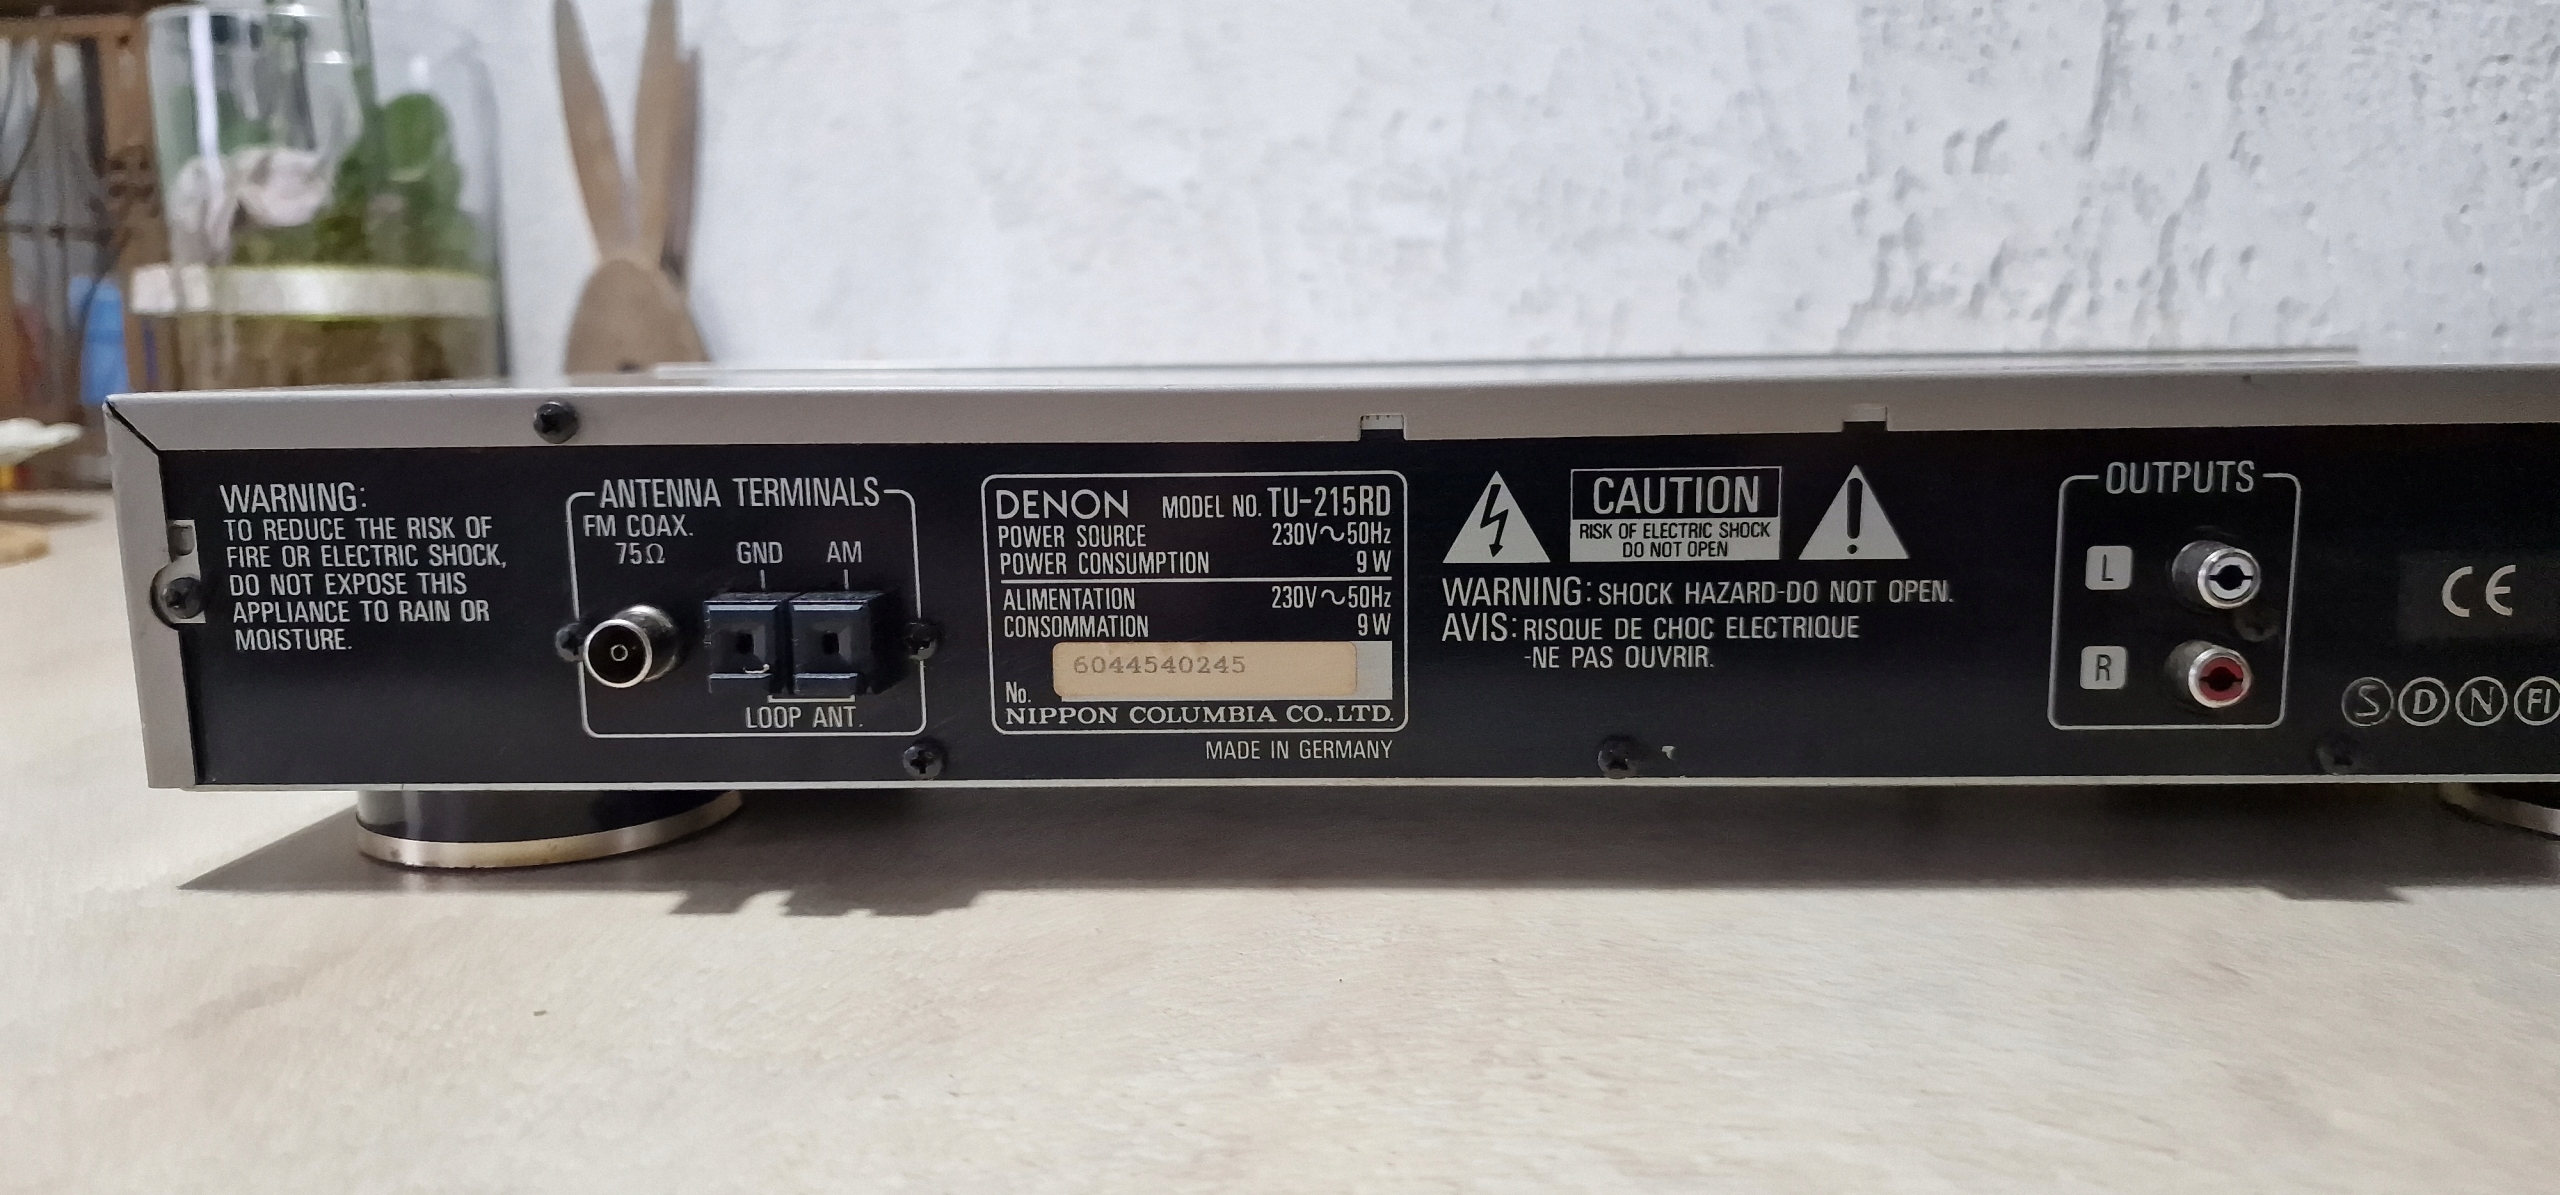 WARNING:
TO REDUCE THE RISK OF
FIRE OR ELECTRIC SHOCK,
DO NOT EXPOSE THIS
APPLIANCE TO RAIN OR
MOISTURE.
ANTENNA TERMINALS
FM COAX.
75Ω
GND
AM
LOOP ANT.
DENON MODEL NO. TU-215RD
POWER SOURCE 230V～50Hz
POWER CONSUMPTION 9W
ALIMENTATION 230V～50Hz
CONSOMMATION 9W
6044540245
No.
NIPPON COLUMBIA CO., LTD.
MADE IN GERMANY
CAUTION
RISK OF ELECTRIC SHOCK
DO NOT OPEN
WARNING: SHOCK HAZARD-DO NOT OPEN.
AVIS: RISQUE DE CHOC ELECTRIQUE
-NE PAS OUVRIR.
OUTPUTS
L
R
CE
S D N FI